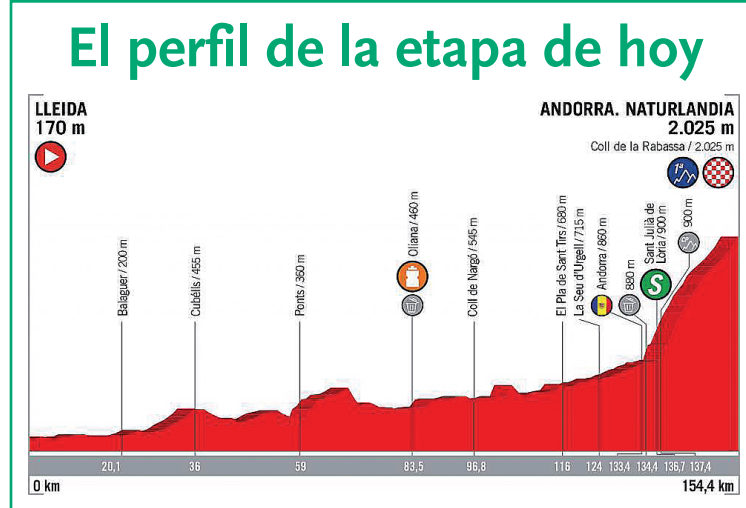 El perfil de la etapa de hoy
LLEIDA
170 m
ANDORRA. NATURLANDIA
2.025 m
Coll de la Rabassa / 2.025 m
1ª
Balaguer / 200 m
Cubélls / 455 m
Ponts / 360 m
Oliana / 460 m
Coll de Nargó / 545 m
El Pla de Sant Tirs / 680 m
La Seu d'Urgell / 715 m
Andorra / 860 m
880 m
Sant Julià de
Lòria / 900 m
S
900 m
20,1
36
59
83,5
96,8
116
124
133,4
134,4
136,7
137,4
0 km
154,4 km